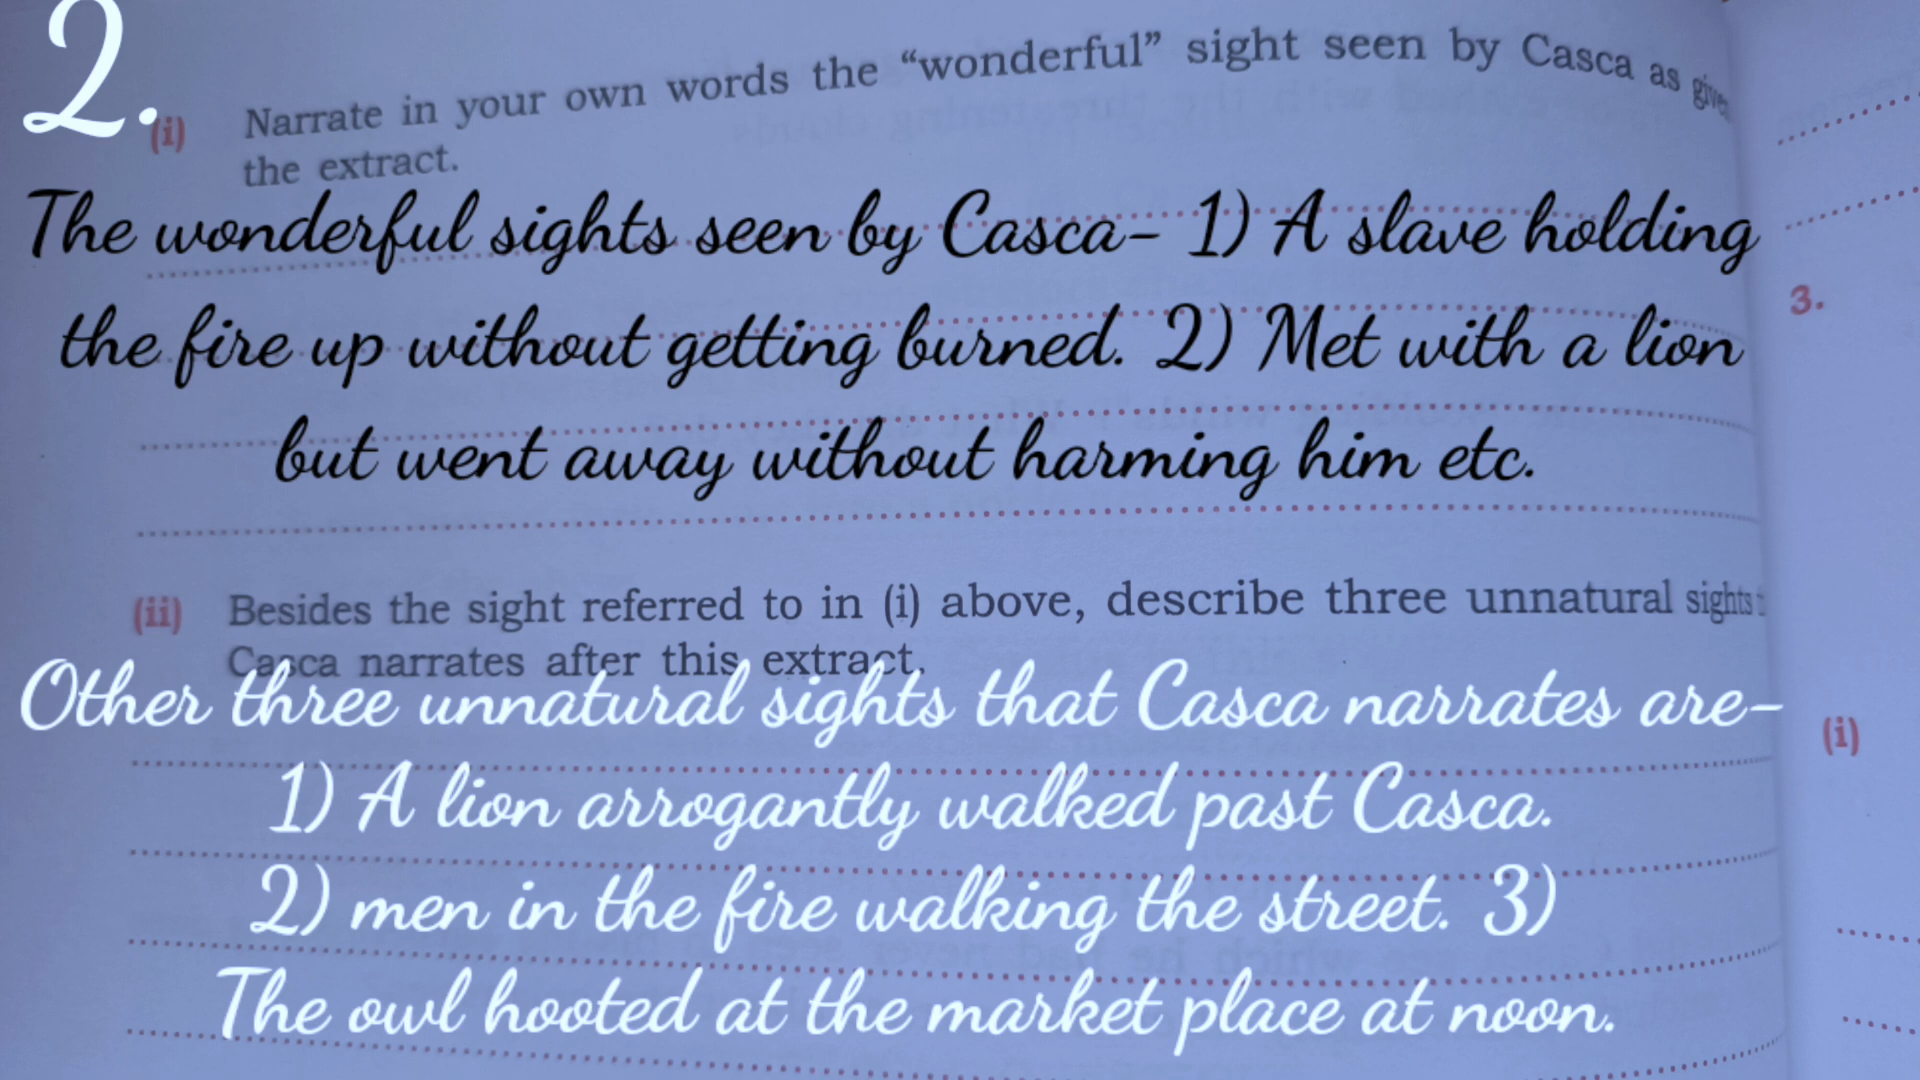 2.
(i) Narrate in your own words the “wonderful” sight seen by Casca as given
the extract.
The wonderful sights seen by Casca- 1) A slave holding
the fire up without getting burned. 2) Met with a lion
but went away without harming him etc.
3.
(ii) Besides the sight referred to in (i) above, describe three unnatural sights
Casca narrates after this extract.
Other three unnatural sights that Casca narrates are-
(i)
1) A lion arrogantly walked past Casca.
2) men in the fire walking the street. 3)
The owl hooted at the market place at noon.